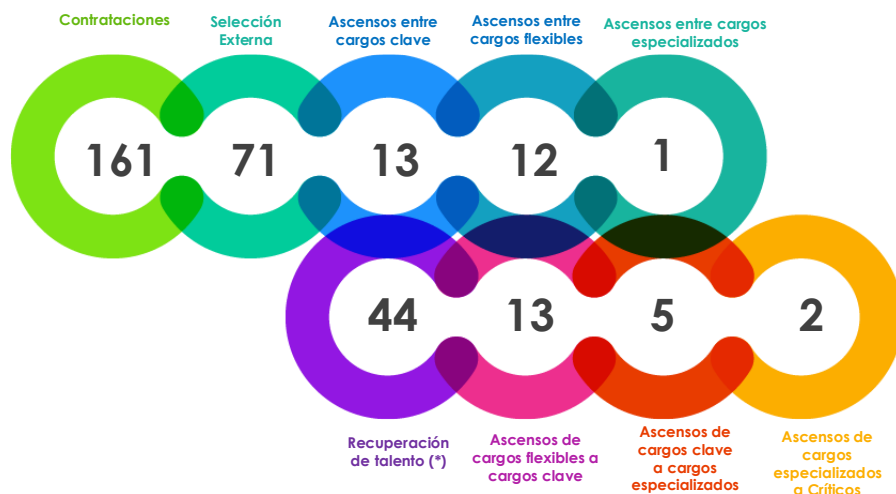 Contrataciones
Selección
Externa
Ascensos entre
cargos clave
Ascensos entre
cargos flexibles
Ascensos entre cargos
especializados
161
71
13
12
1
44
13
5
2
Recuperación
de talento (*)
Ascensos de
cargos flexibles a
cargos clave
Ascensos de
cargos clave
a cargos
especializados
Ascensos de
cargos
especializados
a Críticos